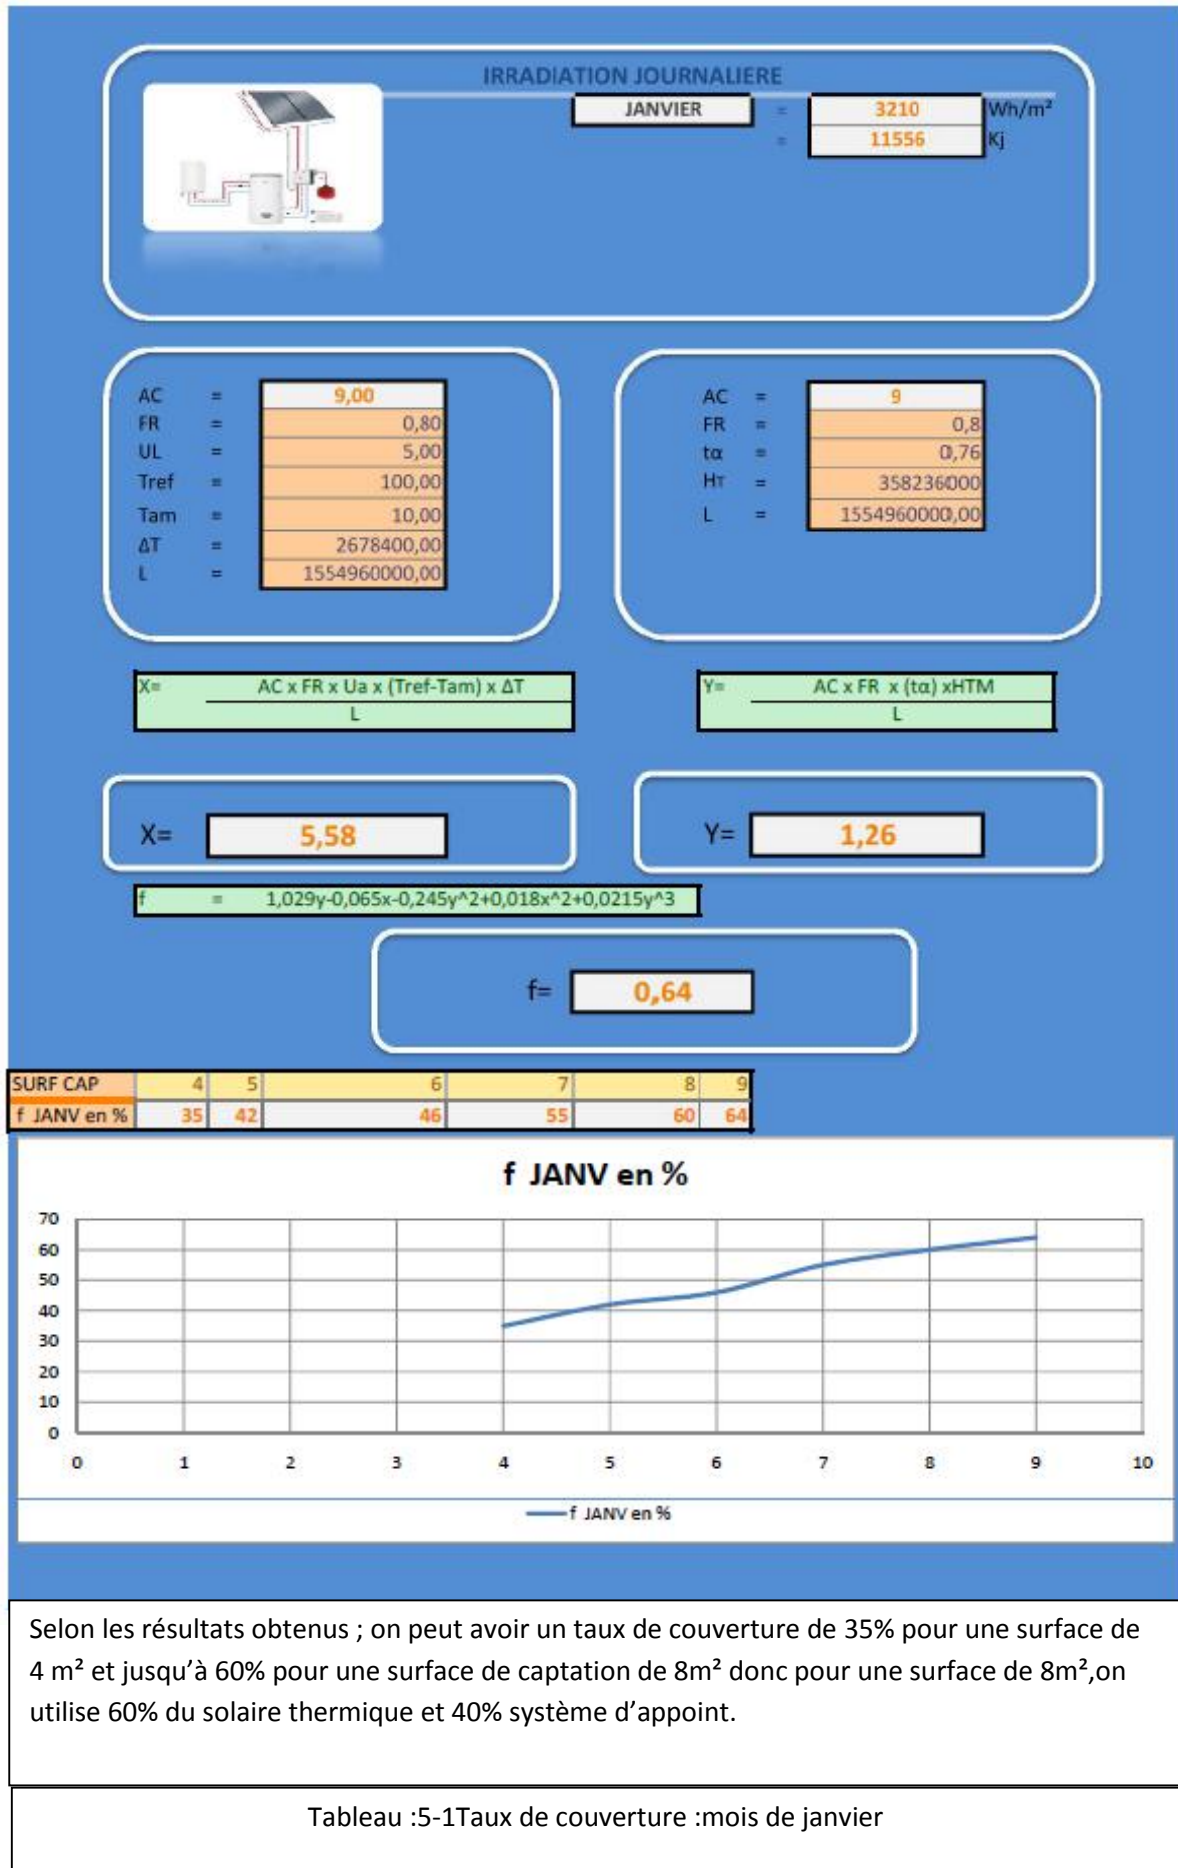 IRRADIATION JOURNALIERE
JANVIER = 3210 Wh/m²
= 11556 Kj
AC = 9,00
FR = 0,80
UL = 5,00
Tref = 100,00
Tam = 10,00
ΔT = 2678400,00
L = 1554960000,00
AC = 9
FR = 0,8
tα = 0,76
HT = 358236000
L = 1554960000,00
X= AC x FR x Ua x (Tref-Tam) x ΔT
L
Y= AC x FR x (tα) xHTM
L
X= 5,58
Y= 1,26
f = 1,029y-0,065x-0,245y^2+0,018x^2+0,0215y^3
f= 0,64
SURF CAP 4 5 6 7 8 9
f JANV en % 35 42 46 55 60 64
f JANV en %
70
60
50
40
30
20
10
0
0 1 2 3 4 5 6 7 8 9 10
f JANV en %
Selon les résultats obtenus ; on peut avoir un taux de couverture de 35% pour une surface de
4 m² et jusqu'à 60% pour une surface de captation de 8m² donc pour une surface de 8m²,on
utilise 60% du solaire thermique et 40% système d'appoint.
Tableau :5-1Taux de couverture :mois de janvier